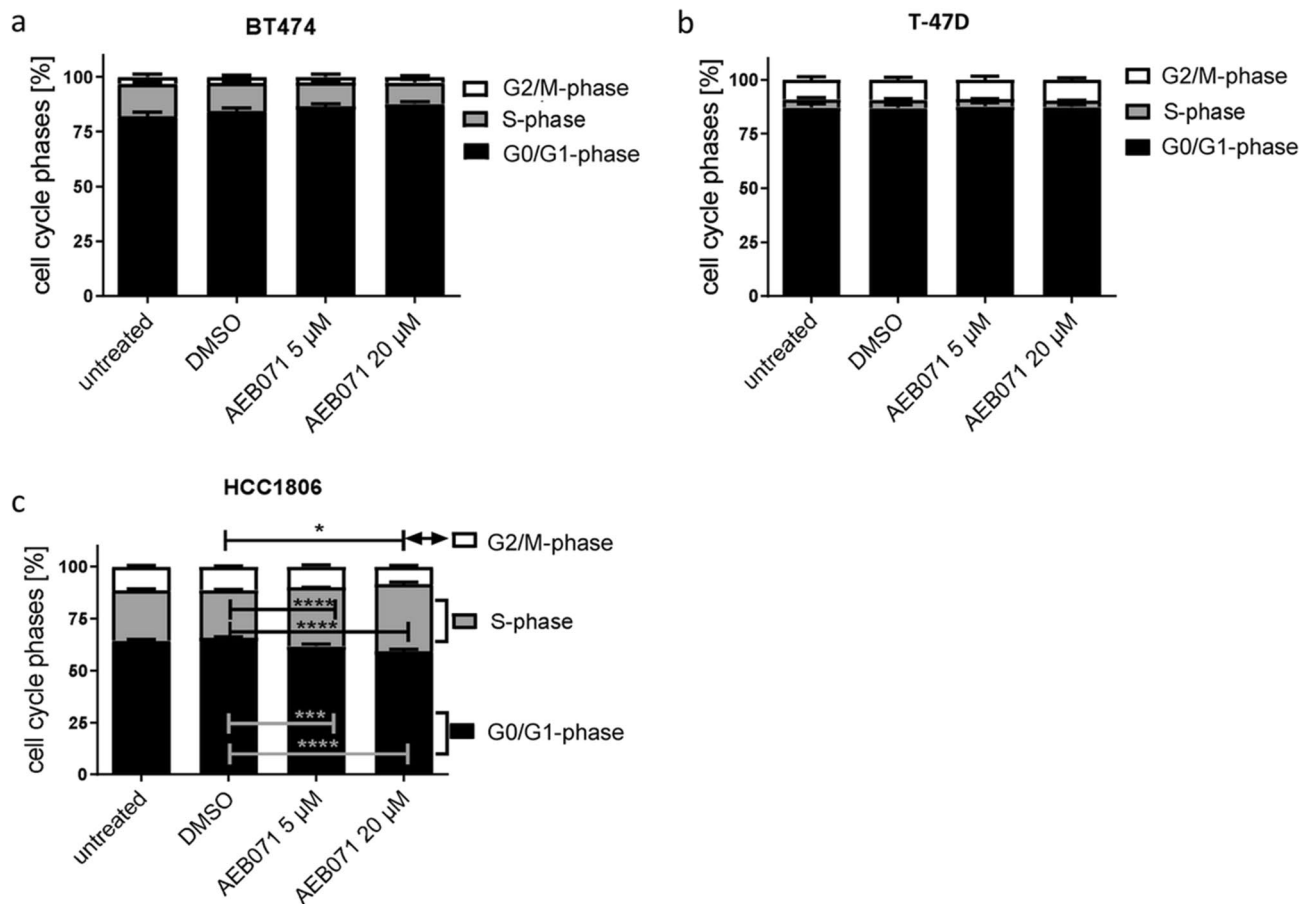 a
BT474
cell cycle phases [%]
100
75
50
25
0
G2/M-phase
S-phase
G0/G1-phase
untreated
DMSO
AEB071 5 µM
AEB071 20 µM
b
T-47D
cell cycle phases [%]
100
75
50
25
0
G2/M-phase
S-phase
G0/G1-phase
untreated
DMSO
AEB071 5 µM
AEB071 20 µM
c
HCC1806
cell cycle phases [%]
100
75
50
25
0
*
G2/M-phase
****
****
S-phase
***
****
G0/G1-phase
untreated
DMSO
AEB071 5 µM
AEB071 20 µM